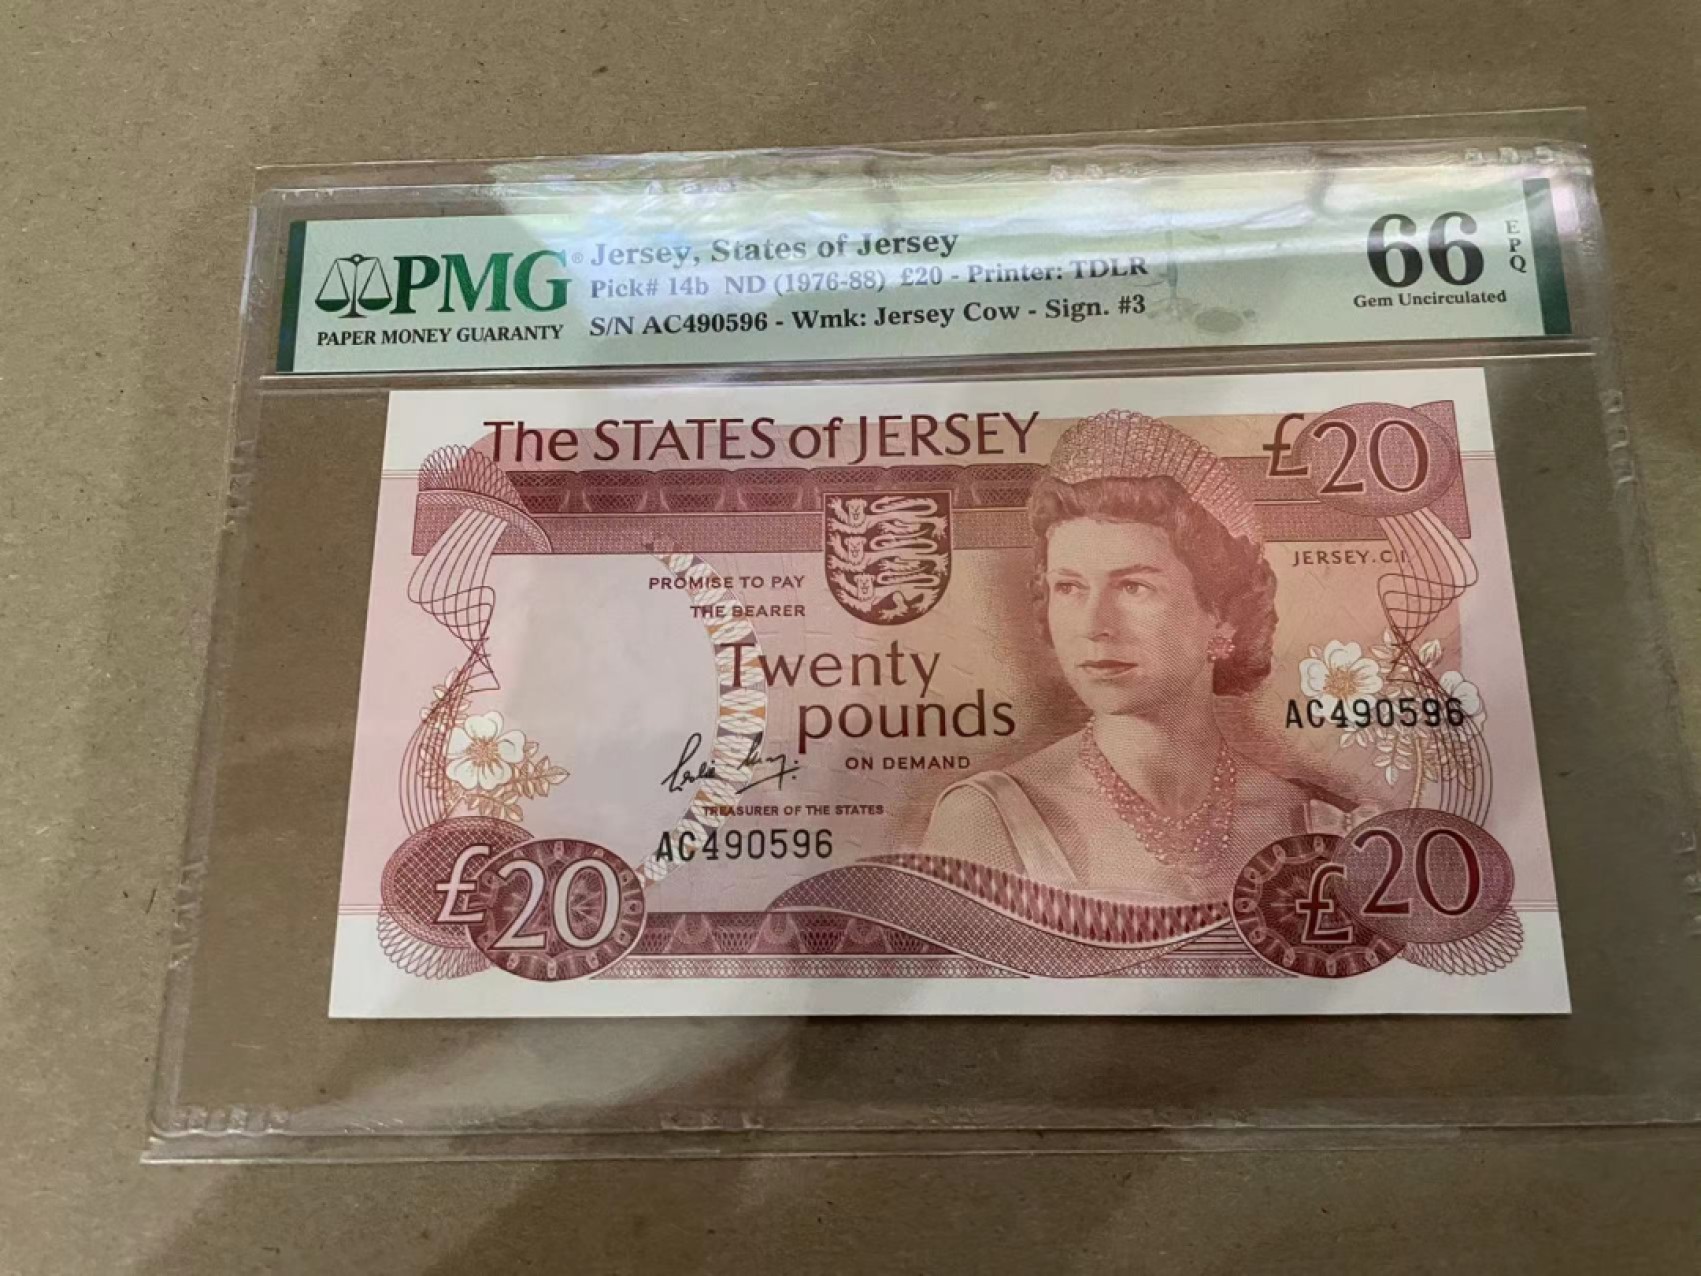 PMG®
PAPER MONEY GUARANTY
Jersey, States of Jersey
Pick# 14b ND (1976-88) £20 - Printer: TDLR
S/N AC490596 - Wmk: Jersey Cow - Sign. #3
66 EPQ
Gem Uncirculated
The STATES of JERSEY
£20
JERSEY.C.I.
PROMISE TO PAY
THE BEARER
Twenty
pounds
ON DEMAND
AC490596
TREASURER OF THE STATES
AC490596
£20
£20